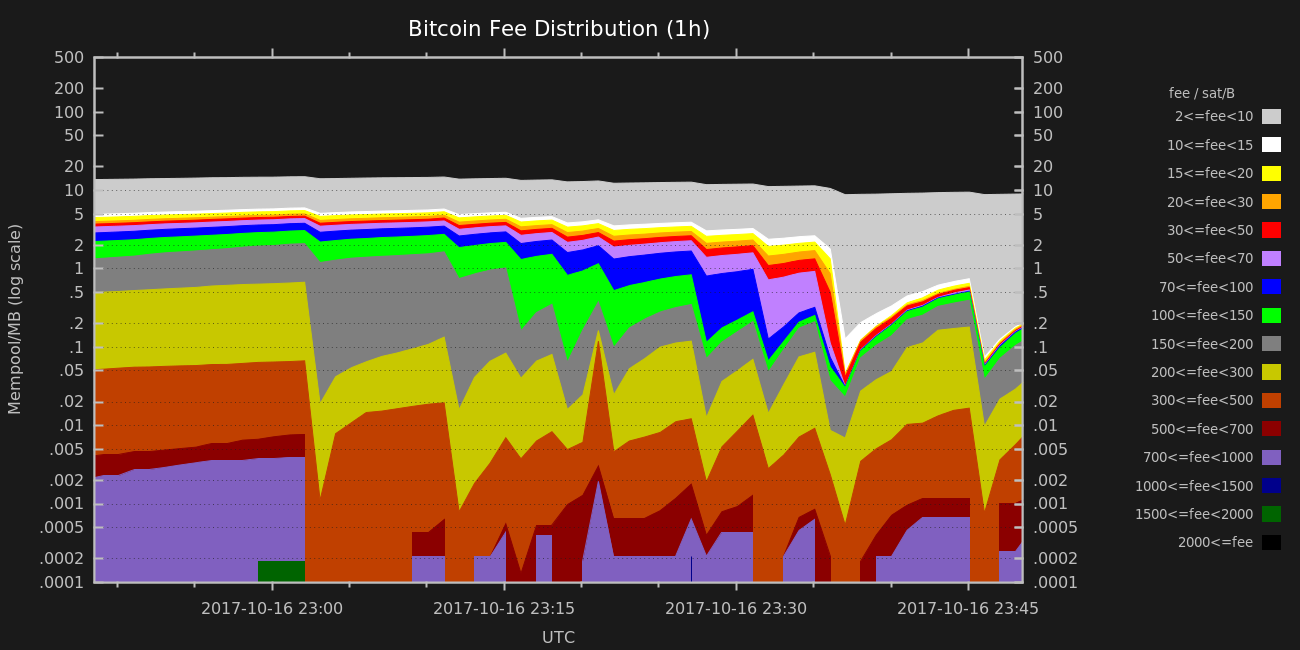 Bitcoin Fee Distribution (1h)
500 500
200 200
100 100
50 50
20 20
10 10
5 5
2 2
1 1
.5 .5
.2 .2
.1 .1
.05 .05
.02 .02
.01 .01
.005 .005
.002 .002
.001 .001
.0005 .0005
.0002 .0002
.0001 .0001
Mempool/MB (log scale)
2017-10-16 23:00 2017-10-16 23:15 2017-10-16 23:30 2017-10-16 23:45
UTC
fee / sat/B
2<=fee<10
10<=fee<15
15<=fee<20
20<=fee<30
30<=fee<50
50<=fee<70
70<=fee<100
100<=fee<150
150<=fee<200
200<=fee<300
300<=fee<500
500<=fee<700
700<=fee<1000
1000<=fee<1500
1500<=fee<2000
2000<=fee